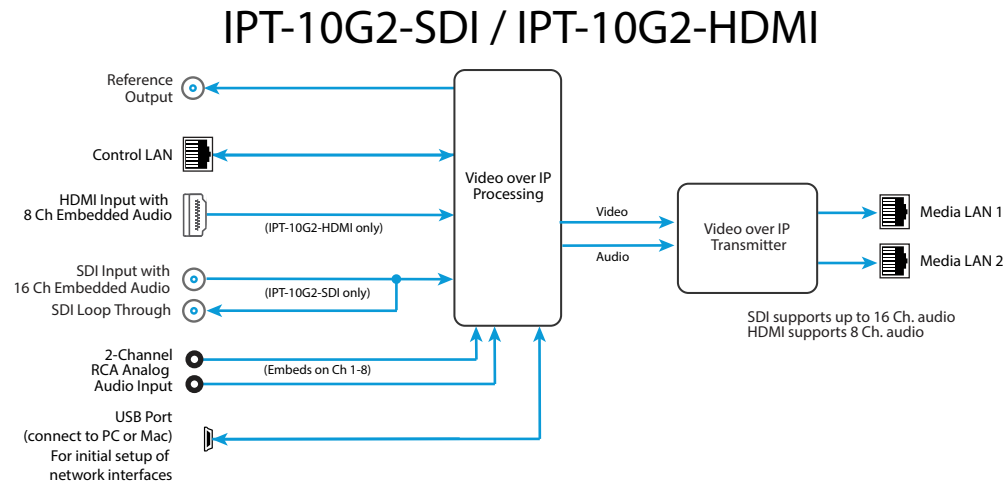 IPT-10G2-SDI / IPT-10G2-HDMI
Reference
Output
Control LAN
HDMI Input with
8 Ch Embedded Audio
(IPT-10G2-HDMI only)
SDI Input with
16 Ch Embedded Audio
(IPT-10G2-SDI only)
SDI Loop Through
2-Channel
RCA Analog
Audio Input
(Embeds on Ch 1-8)
USB Port
(connect to PC or Mac)
For initial setup of
network interfaces
Video over IP
Processing
Video
Audio
Video over IP
Transmitter
Media LAN 1
Media LAN 2
SDI supports up to 16 Ch. audio
HDMI supports 8 Ch. audio